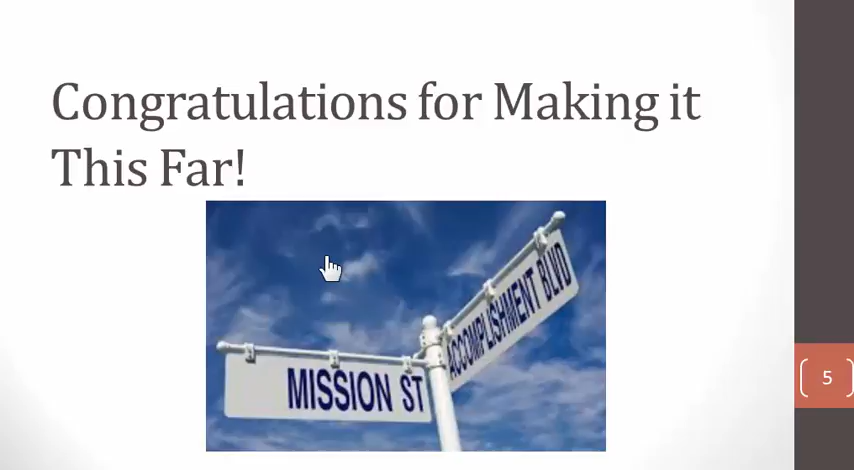 Congratulations for Making it
This Far!
ACCOMPLISHMENT BLVD
MISSION ST
5